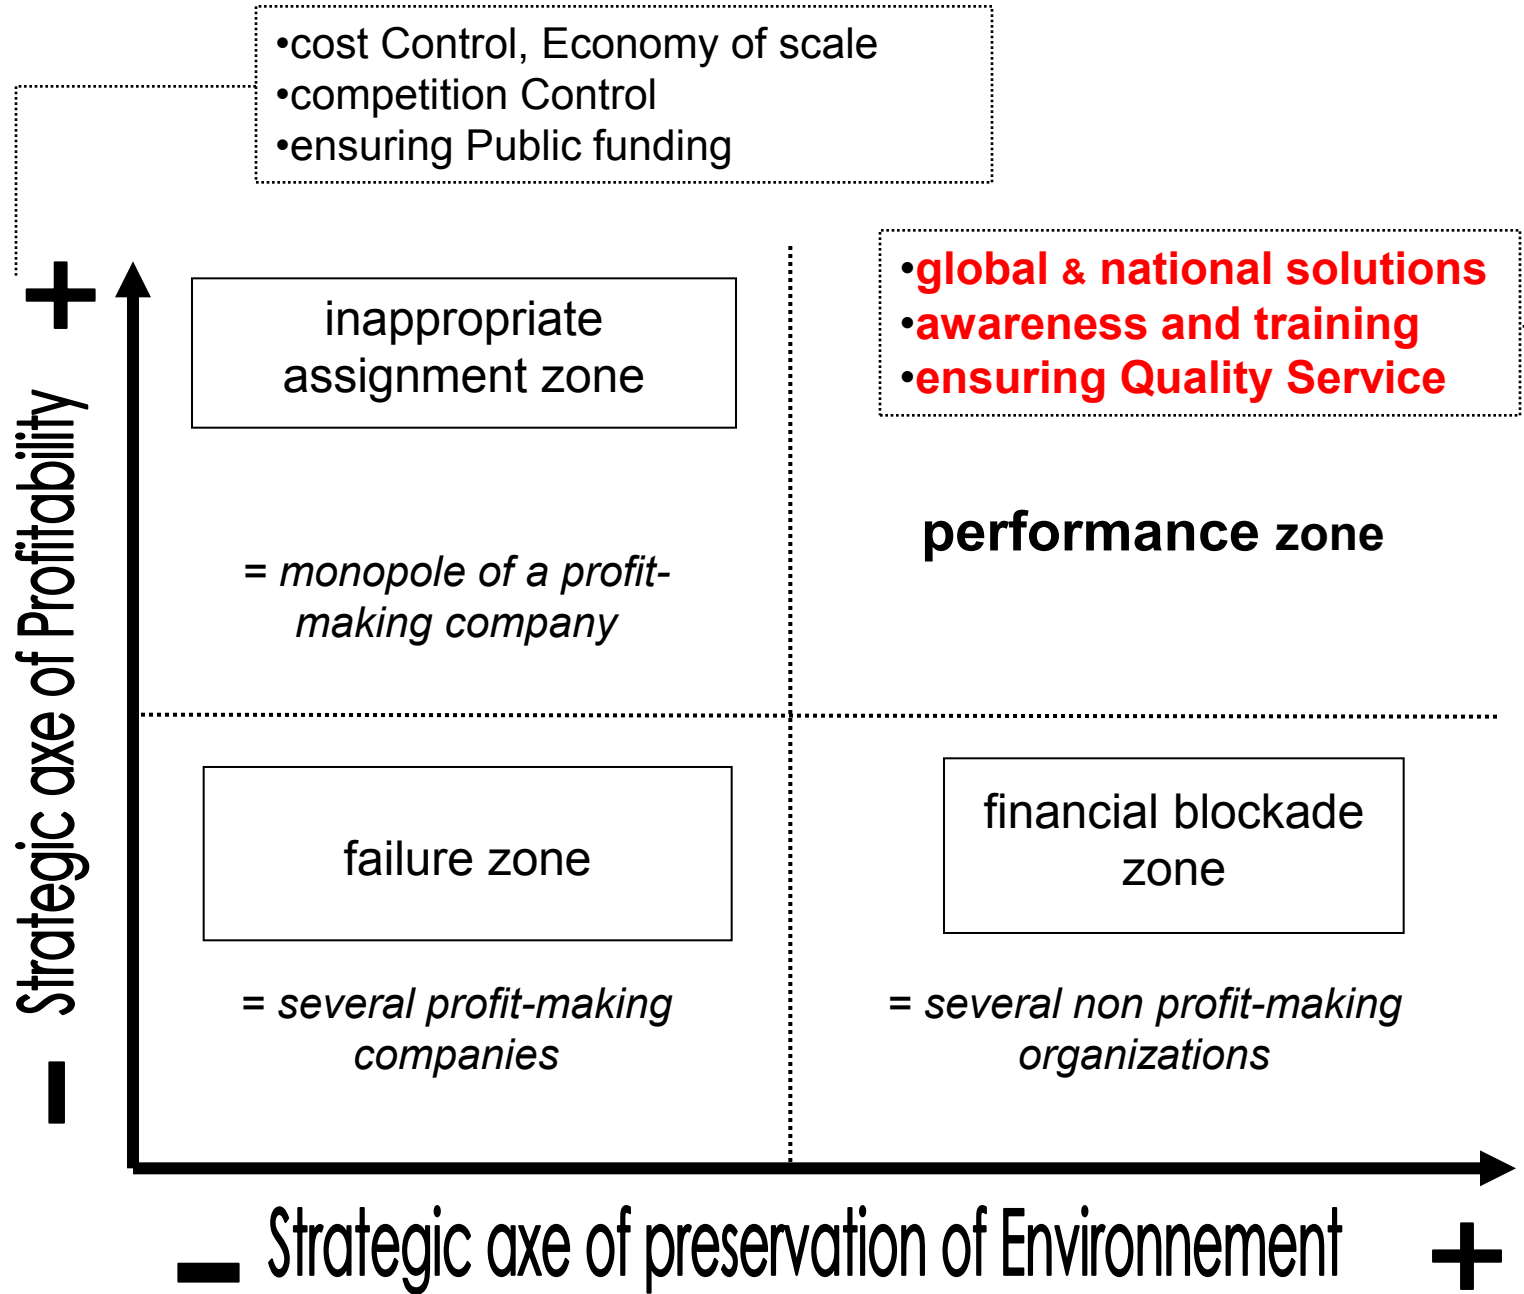 •cost Control, Economy of scale
•competition Control
•ensuring Public funding
+
inappropriate
assignment zone
•global & national solutions
•awareness and training
•ensuring Quality Service
= monopole of a profit-
making company
performance zone
Strategic axe of Profitability
failure zone
financial blockade
zone
= several profit-making
companies
= several non profit-making
organizations
-
- Strategic axe of preservation of Environnement +